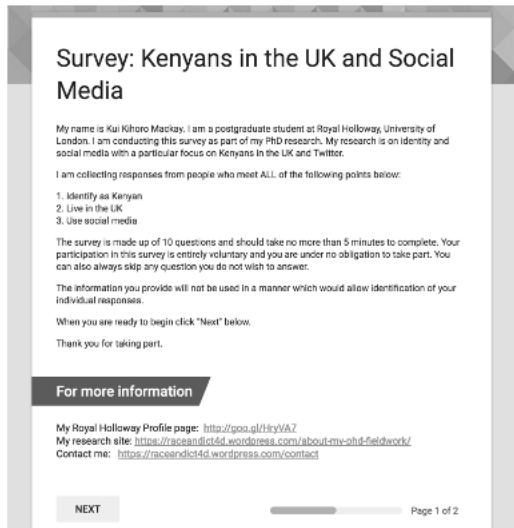 Survey: Kenyans in the UK and Social
Media
My name is Kui Kihoro Mackay. I am a postgraduate student at Royal Holloway, University of
London. I am conducting this survey as part of my PhD research. My research is on identity and
social media with a particular focus on Kenyans in the UK and Twitter.
I am collecting responses from people who meet ALL of the following points below:
1. Identify as Kenyan
2. Live in the UK
3. Use social media
The survey is made up of 10 questions and should take no more than 5 minutes to complete. Your
participation in this survey is entirely voluntary and you are under no obligation to take part. You
can also always skip any question you do not wish to answer.
The information you provide will not be used in a manner which would allow identification of your
individual responses.
When you are ready to begin click "Next" below.
Thank you for taking part.
For more information
My Royal Holloway Profile page: http://goo.gl/HryVA7
My research site: https://raceandict4d.wordpress.com/about-my-phd-fieldwork/
Contact me: https://raceandict4d.wordpress.com/contact
NEXT
Page 1 of 2